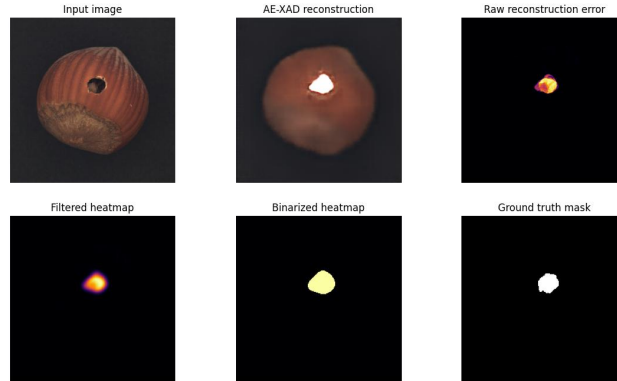 Input image
AE-XAD reconstruction
Raw reconstruction error
Filtered heatmap
Binarized heatmap
Ground truth mask